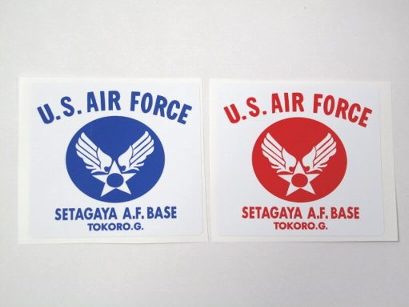 U.S. AIR FORCE
SETAGAYA A.F. BASE
TOKORO.G.
U.S. AIR FORCE
SETAGAYA A.F. BASE
TOKORO.G.